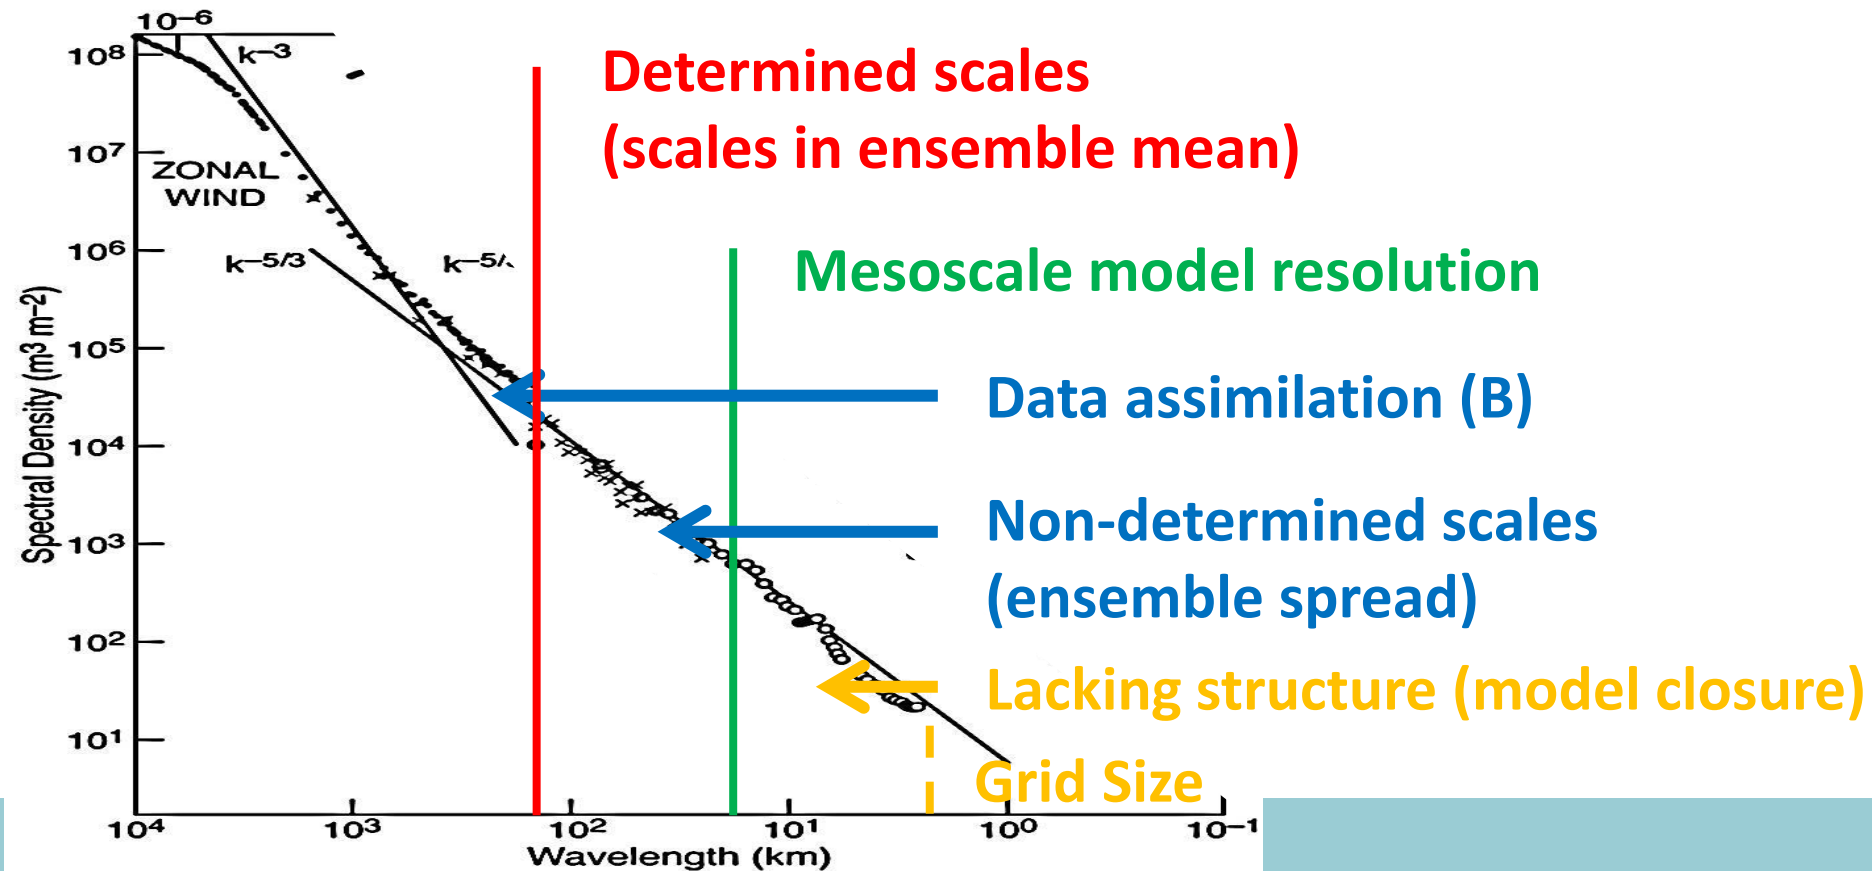 10⁻⁶
10⁸
k⁻³
Determined scales
(scales in ensemble mean)
10⁷
ZONAL
WIND
10⁶
k⁻⁵/³
k⁻⁵/
Mesoscale model resolution
10⁵
Data assimilation (B)
10⁴
Spectral Density (m³ m⁻²)
Non-determined scales
(ensemble spread)
10³
10²
Lacking structure (model closure)
10¹
Grid Size
10⁴ 10³ 10² 10¹ 10⁰ 10⁻¹
Wavelength (km)